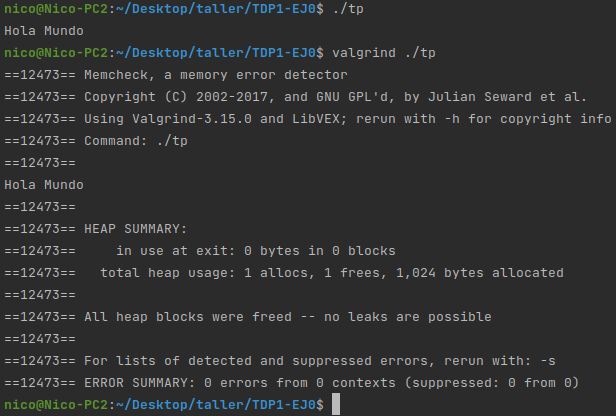 nico@Nico-PC2:~/Desktop/taller/TDP1-EJ0$ ./tp
Hola Mundo
nico@Nico-PC2:~/Desktop/taller/TDP1-EJ0$ valgrind ./tp
==12473== Memcheck, a memory error detector
==12473== Copyright (C) 2002-2017, and GNU GPL'd, by Julian Seward et al.
==12473== Using Valgrind-3.15.0 and LibVEX; rerun with -h for copyright info
==12473== Command: ./tp
==12473==
Hola Mundo
==12473==
==12473== HEAP SUMMARY:
==12473==     in use at exit: 0 bytes in 0 blocks
==12473==   total heap usage: 1 allocs, 1 frees, 1,024 bytes allocated
==12473==
==12473== All heap blocks were freed -- no leaks are possible
==12473==
==12473== For lists of detected and suppressed errors, rerun with: -s
==12473== ERROR SUMMARY: 0 errors from 0 contexts (suppressed: 0 from 0)
nico@Nico-PC2:~/Desktop/taller/TDP1-EJ0$